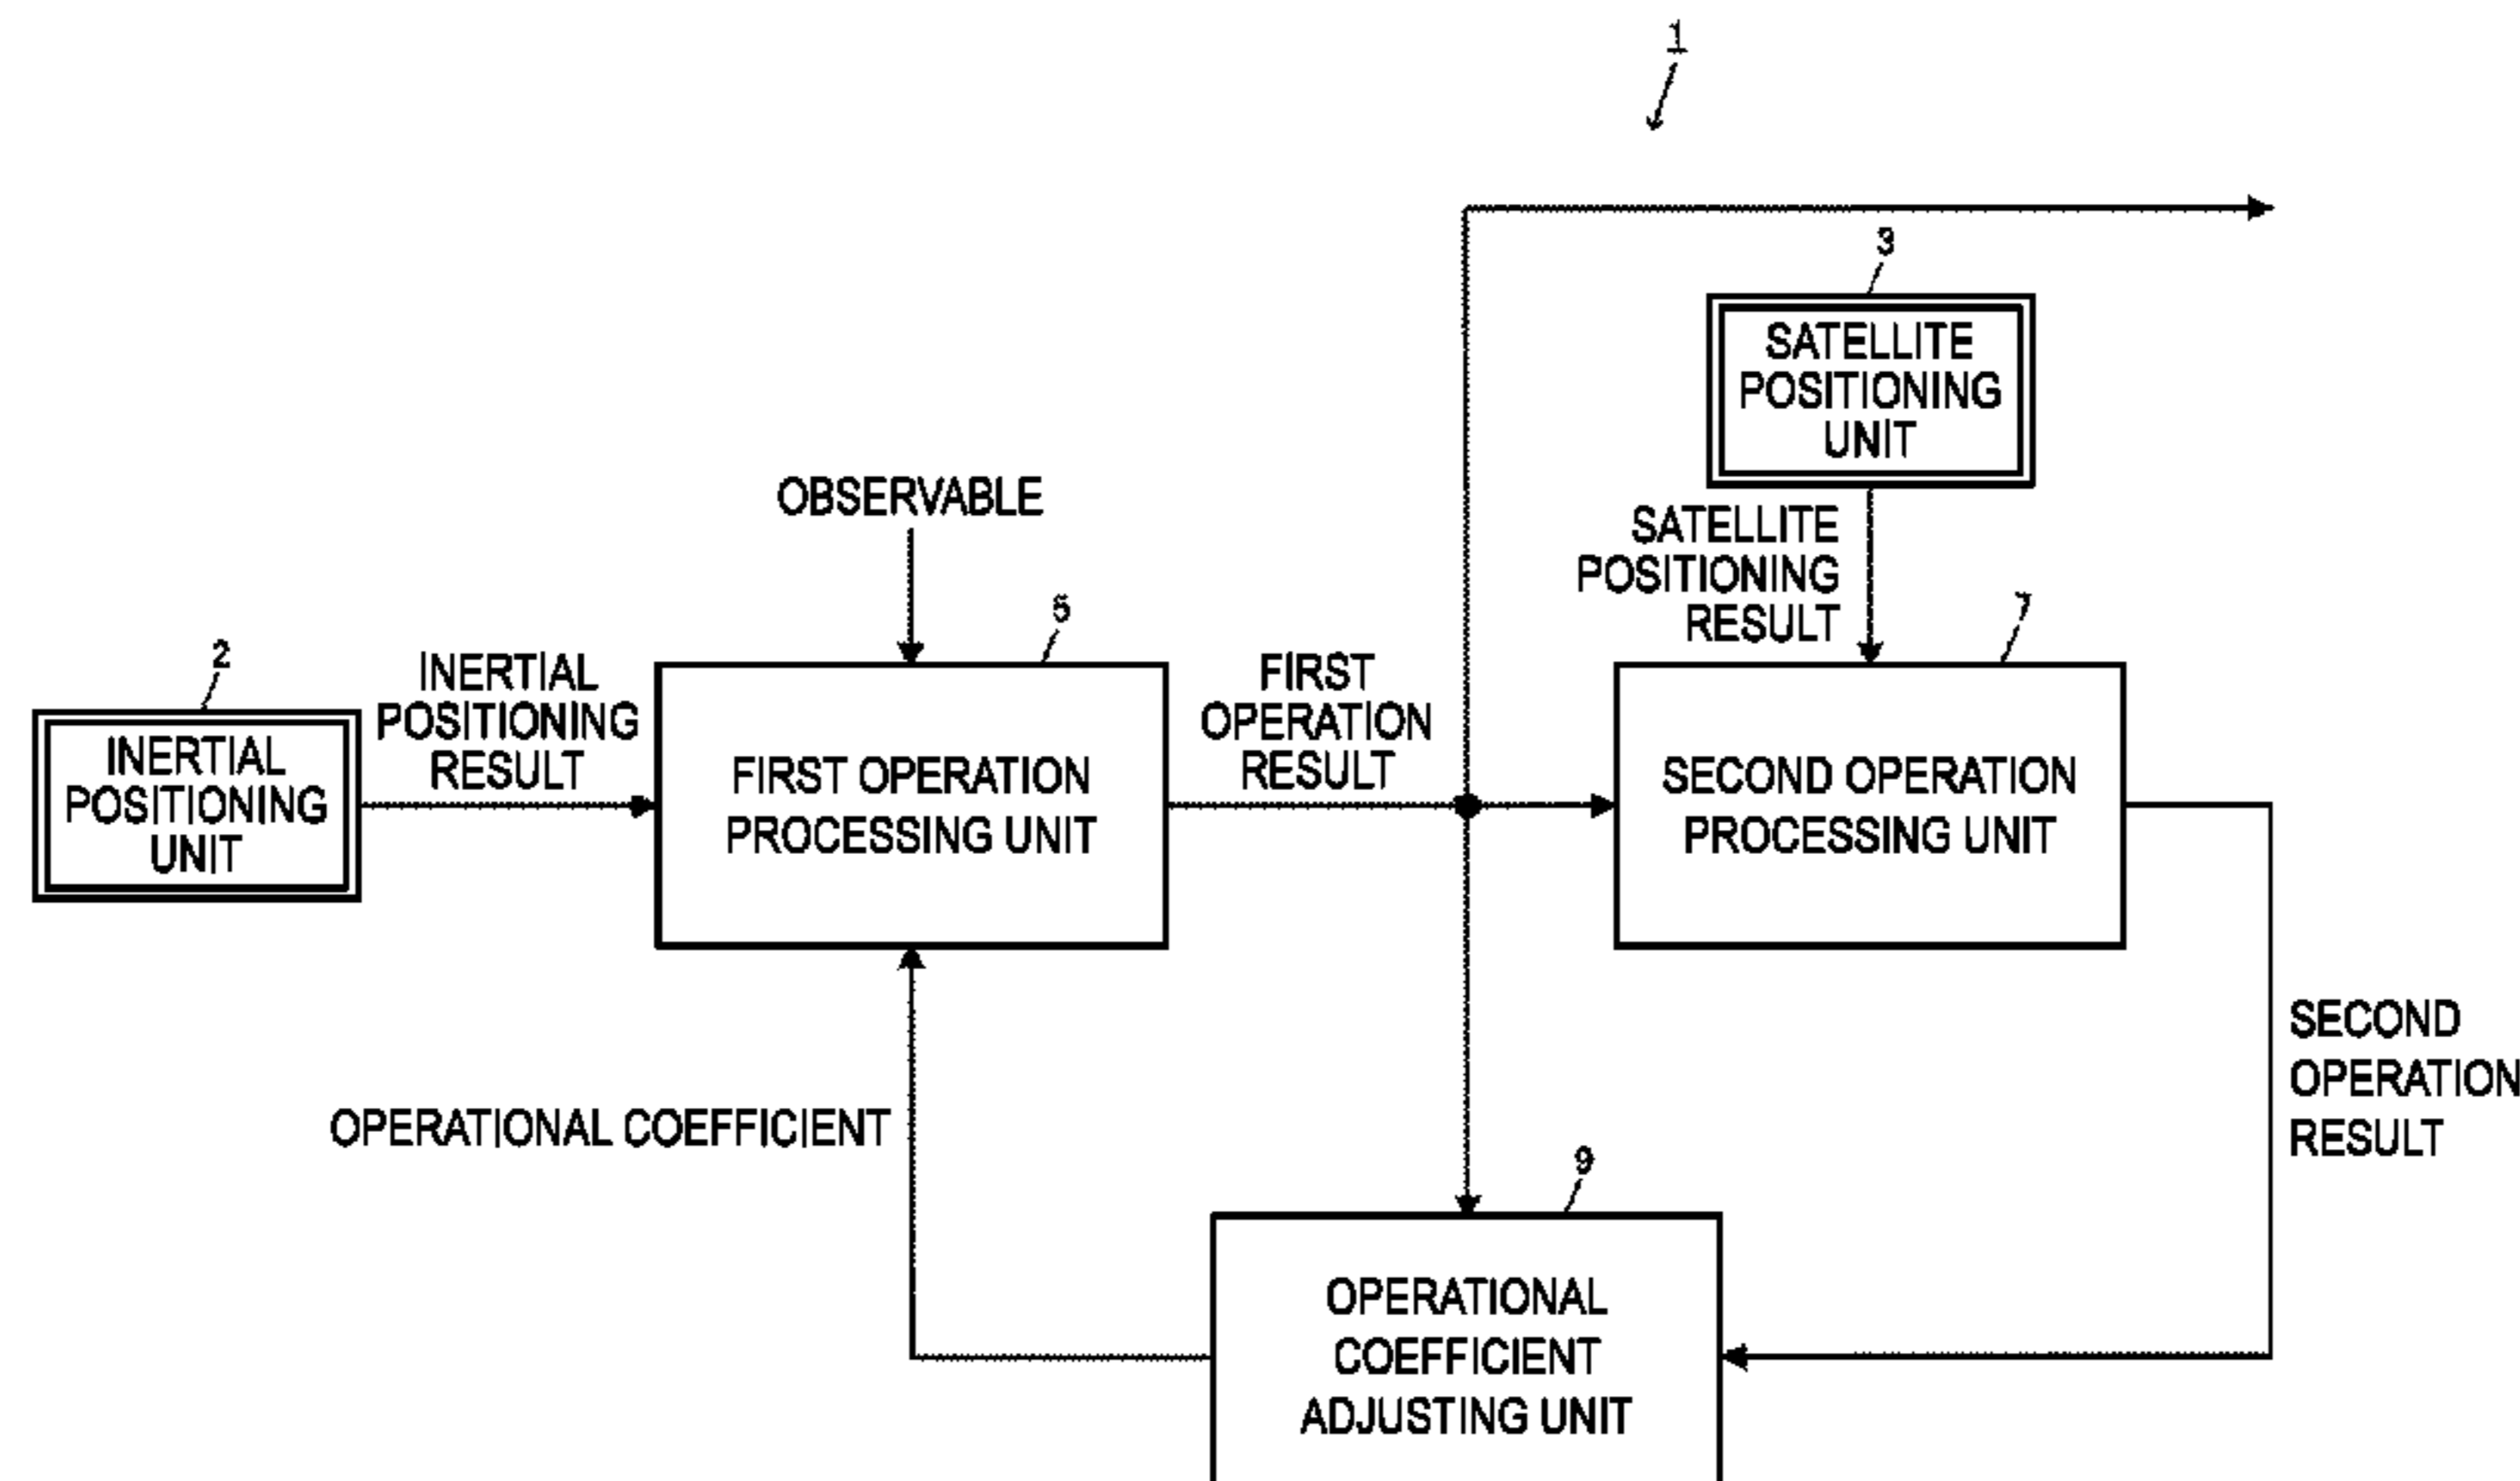 1
3
SATELLITE
POSITIONING
UNIT
OBSERVABLE
SATELLITE
POSITIONING
RESULT
5
7
2
INERTIAL
POSITIONING
RESULT
FIRST
OPERATION
RESULT
INERTIAL
POSITIONING
UNIT
FIRST OPERATION
PROCESSING UNIT
SECOND OPERATION
PROCESSING UNIT
SECOND
OPERATION
RESULT
OPERATIONAL COEFFICIENT
9
OPERATIONAL
COEFFICIENT
ADJUSTING UNIT